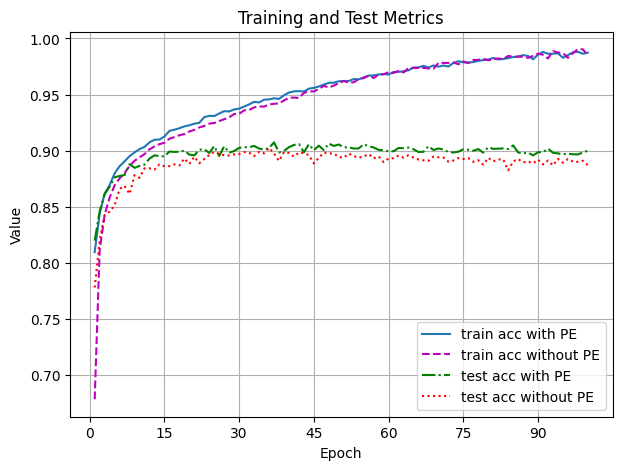 Training and Test Metrics
1.00
0.95
0.90
0.85
0.80
0.75
0.70
Value
train acc with PE
train acc without PE
test acc with PE
test acc without PE
0 15 30 45 60 75 90
Epoch